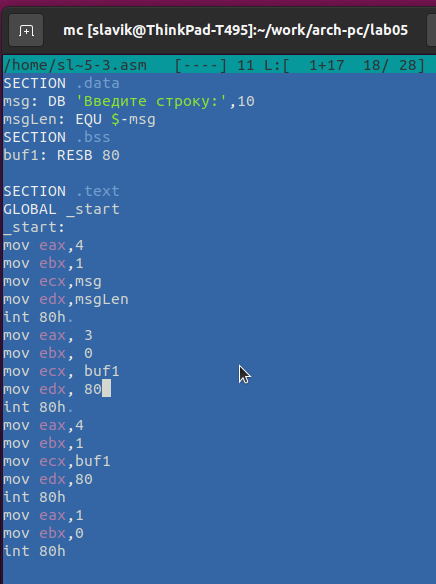 mc [slavik@ThinkPad-T495]:~/work/arch-pc/lab05
/home/sl~5-3.asm   [----] 11 L:[  1+17  18/ 28]
SECTION .data
msg: DB 'Введите строку:',10
msgLen: EQU $-msg
SECTION .bss
buf1: RESB 80

SECTION .text
GLOBAL _start
_start:
mov eax,4
mov ebx,1
mov ecx,msg
mov edx,msgLen
int 80h.
mov eax, 3
mov ebx, 0
mov ecx, buf1
mov edx, 80
int 80h.
mov eax,4
mov ebx,1
mov ecx,buf1
mov edx,80
int 80h
mov eax,1
mov ebx,0
int 80h